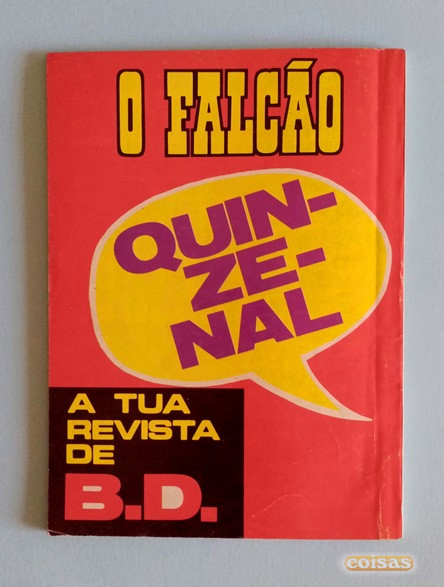 O FALCÃO
QUIN-
ZE-
NAL
A TUA
REVISTA
DE
B.D.
coisas